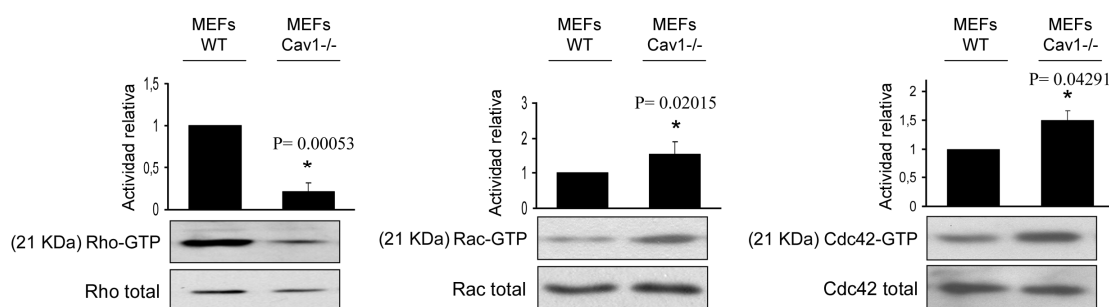 MEFs
WT
MEFs
Cav1-/-
Actividad relativa
1,5
1
0,5
0
P= 0.00053
*
(21 KDa) Rho-GTP
Rho total
MEFs
WT
MEFs
Cav1-/-
Actividad relativa
3
2
1
0
P= 0.02015
*
(21 KDa) Rac-GTP
Rac total
MEFs
WT
MEFs
Cav1-/-
Actividad relativa
2
1.5
1
0,5
0
P= 0.04291
*
(21 KDa) Cdc42-GTP
Cdc42 total